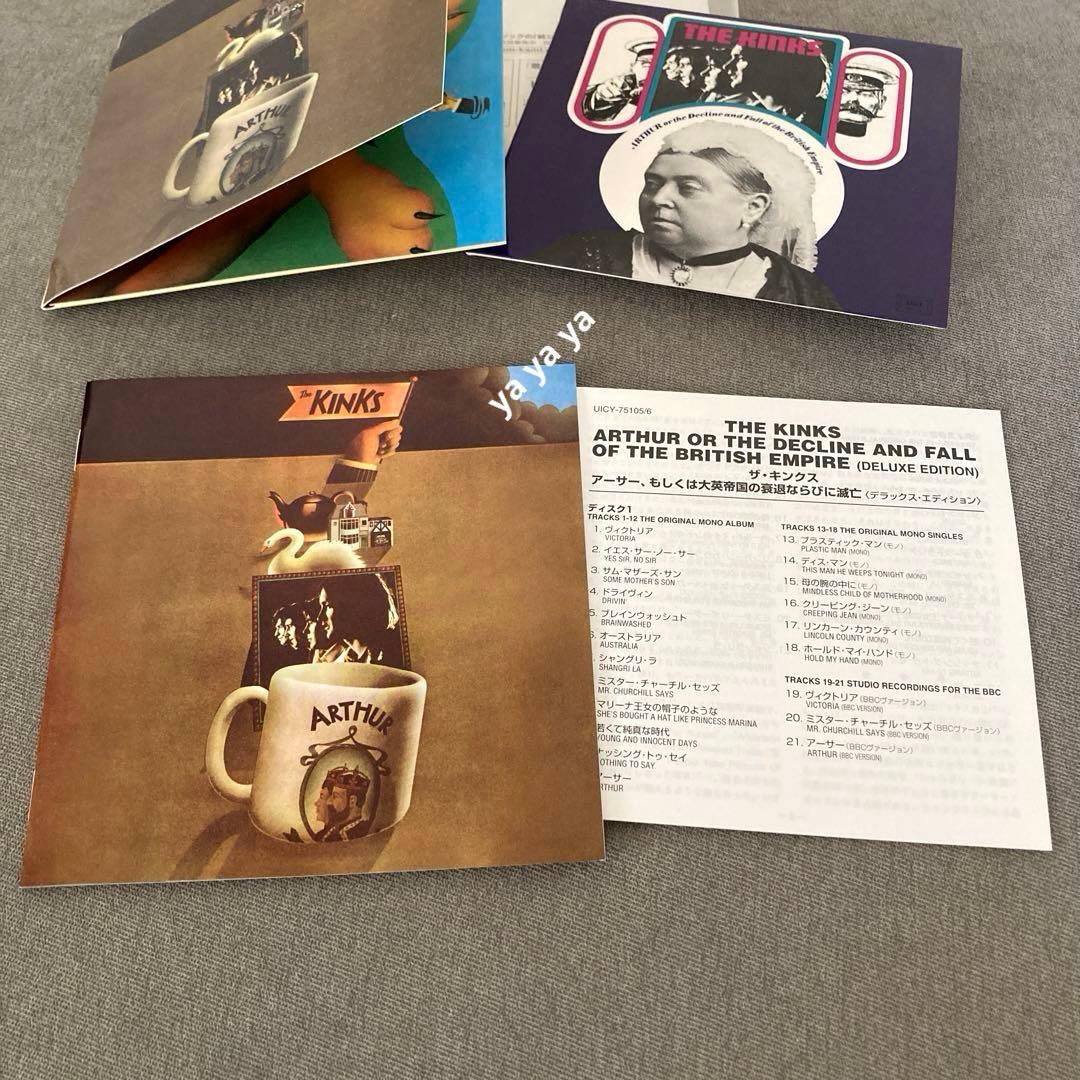 ARTHUR
THE KINKS
ARTHUR or the Decline and Fall of the British Empire
ya ya ya
The KINKS
ARTHUR
UICY-75105/6
THE KINKS
ARTHUR OR THE DECLINE AND FALL
OF THE BRITISH EMPIRE (DELUXE EDITION)
ザ・キンクス
アーサー、もしくは大英帝国の衰退ならびに滅亡〈デラックス・エディション〉
ディスク1
TRACKS 1-12 THE ORIGINAL MONO ALBUM
1. ヴィクトリア
VICTORIA
2. イエス・サー・ノー・サー
YES SIR, NO SIR
3. サム・マザーズ・サン
SOME MOTHER'S SON
4. ドライヴィン
DRIVIN'
5. ブレインウォッシュト
BRAINWASHED
6. オーストラリア
AUSTRALIA
シャングリ・ラ
SHANGRI LA
ミスター・チャーチル・セッズ
MR. CHURCHILL SAYS
マリーナ王女の帽子のような
SHE'S BOUGHT A HAT LIKE PRINCESS MARINA
若くて純真な時代
YOUNG AND INNOCENT DAYS
ナッシング・トゥ・セイ
OTHING TO SAY
アーサー
RTHUR
TRACKS 13-18 THE ORIGINAL MONO SINGLES
13. プラスティック・マン(モノ)
PLASTIC MAN (MONO)
14. ディス・マン(モノ)
THIS MAN HE WEEPS TONIGHT (MONO)
15. 母の腕の中に(モノ)
MINDLESS CHILD OF MOTHERHOOD (MONO)
16. クリーピング・ジーン(モノ)
CREEPING JEAN (MONO)
17. リンカーン・カウンティ(モノ)
LINCOLN COUNTY (MONO)
18. ホールド・マイ・ハンド(モノ)
HOLD MY HAND (MONO)
TRACKS 19-21 STUDIO RECORDINGS FOR THE BBC
19. ヴィクトリア(BBCヴァージョン)
VICTORIA (BBC VERSION)
20. ミスター・チャーチル・セッズ(BBCヴァージョン)
MR. CHURCHILL SAYS (BBC VERSION)
21. アーサー(BBCヴァージョン)
ARTHUR (BBC VERSION)